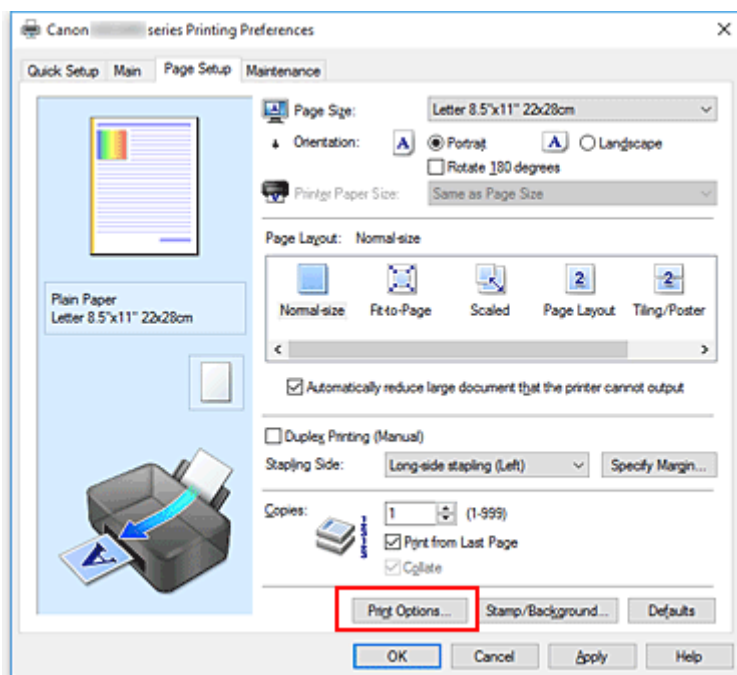 Canon series Printing Preferences
Quick Setup Main Page Setup Maintenance
Page Size: Letter 8.5"x11" 22x28cm
Orientation: A Portrait A Landscape
Rotate 180 degrees
Printer Paper Size: Same as Page Size
Page Layout: Normal-size
2 2
Normal-size Fit-to-Page Scaled Page Layout Tiling/Poster
Plain Paper
Letter 8.5"x11" 22x28cm
Automatically reduce large document that the printer cannot output
Duplex Printing (Manual)
Stapling Side: Long-side stapling (Left) Specify Margin...
Copies: 1 (1-999)
Print from Last Page
Collate
A
Print Options... Stamp/Background... Defaults
OK Cancel Apply Help